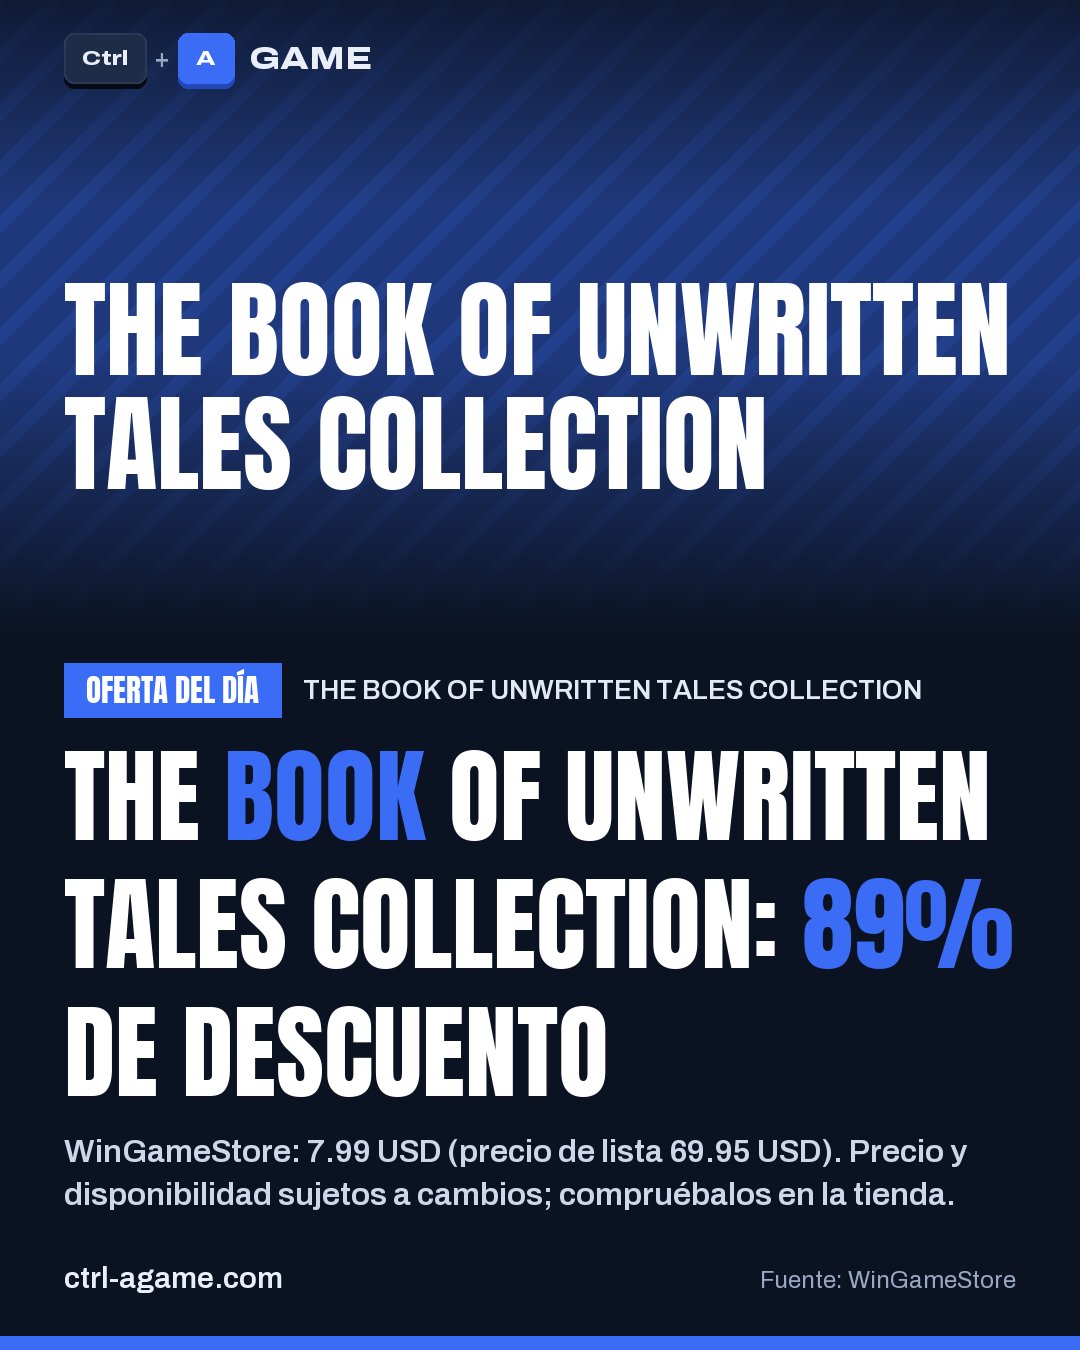 Ctrl + A GAME
THE BOOK OF UNWRITTEN
TALES COLLECTION
OFERTA DEL DÍA THE BOOK OF UNWRITTEN TALES COLLECTION
THE BOOK OF UNWRITTEN
TALES COLLECTION: 89%
DE DESCUENTO
WinGameStore: 7.99 USD (precio de lista 69.95 USD). Precio y
disponibilidad sujetos a cambios; compruébalos en la tienda.
ctrl-agame.com Fuente: WinGameStore